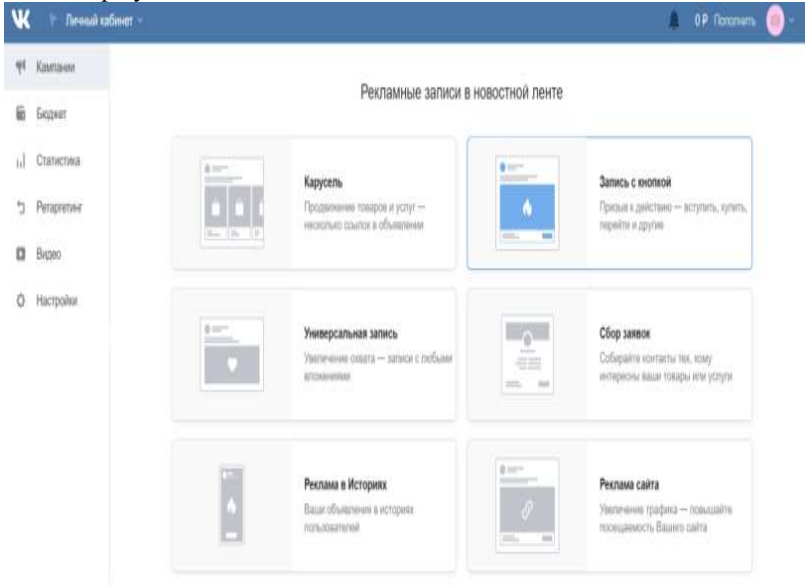 Личный кабинет
0 ₽ Пополнить
Кампании
Бюджет
Статистика
Ретаргетинг
Видео
Настройки
Рекламные записи в новостной ленте
Карусель
Продвижение товаров и услуг —
несколько ссылок в объявлении
Запись с кнопкой
Призыв к действию — вступить, купить,
перейти и другие
Универсальная запись
Увеличение охвата — записи с любыми
вложениями
Сбор заявок
Собирайте контакты тех, кому
интересны ваши товары или услуги
Реклама в Историях
Ваши объявления в историях
пользователей
Реклама сайта
Увеличение трафика — повышайте
посещаемость Вашего сайта